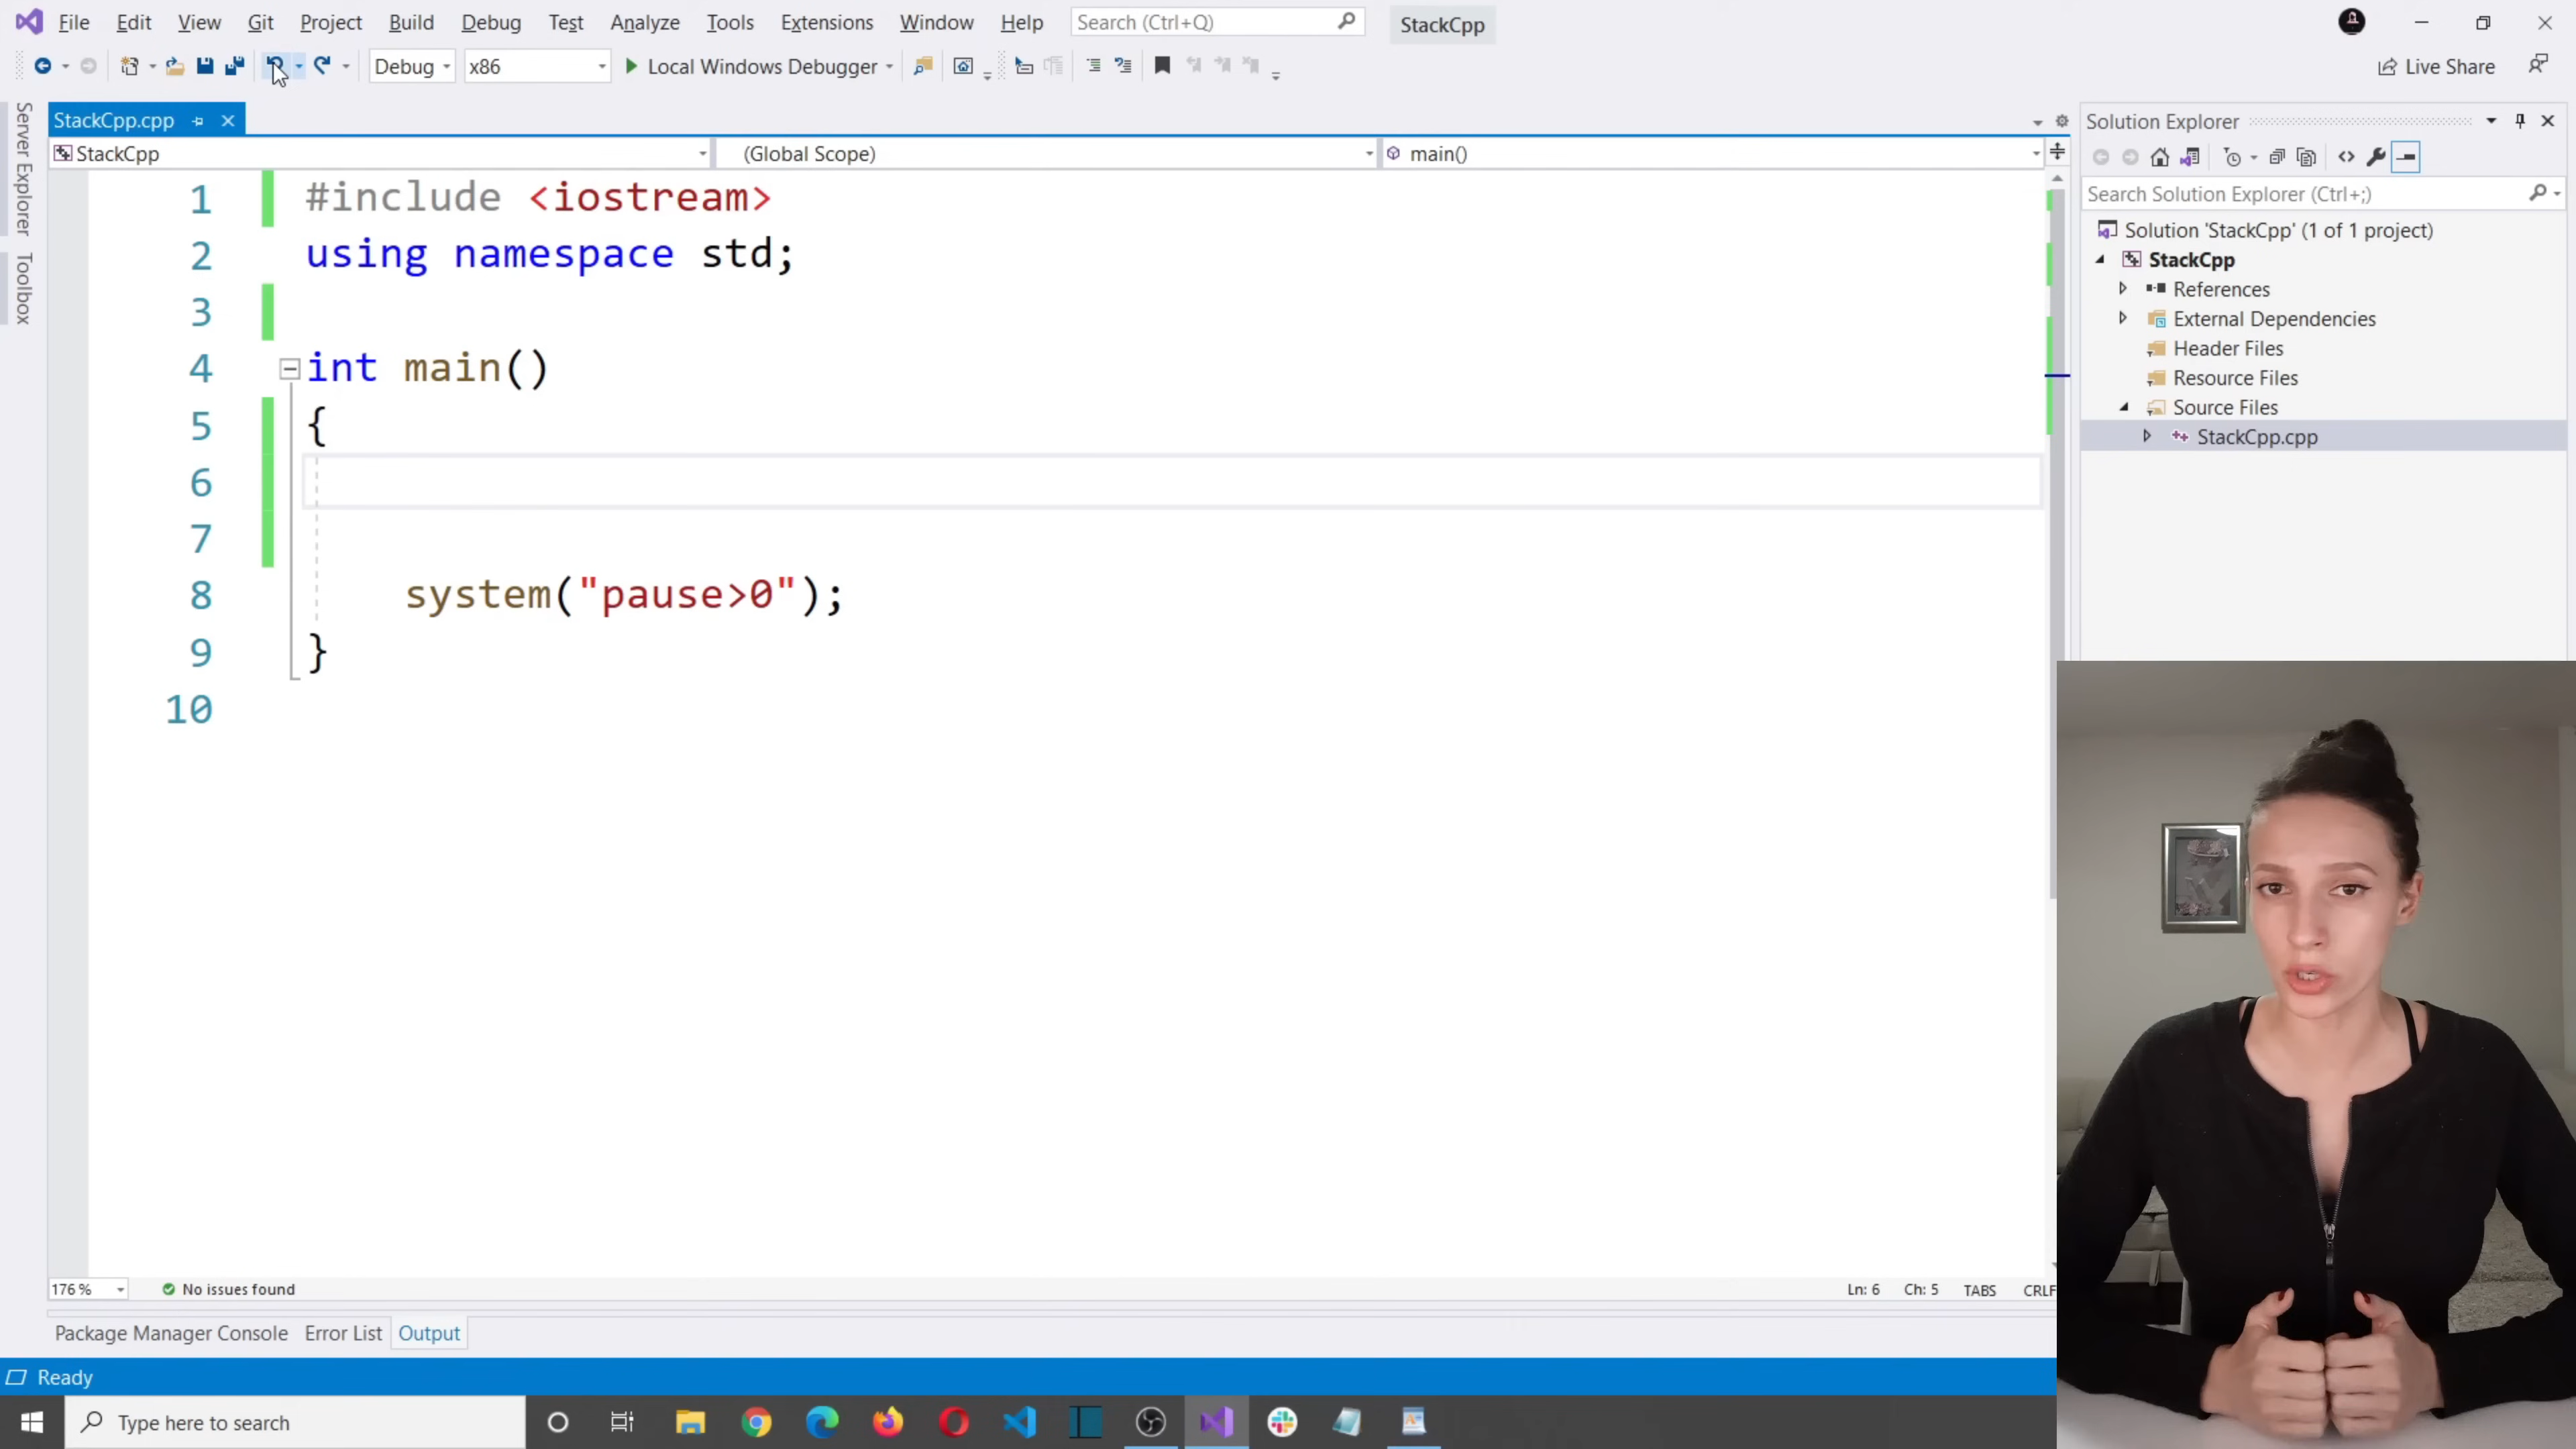 File Edit View Git Project Build Debug Test Analyze Tools Extensions Window Help Search (Ctrl+Q) StackCpp
Debug x86 Local Windows Debugger Live Share
Server Explorer
Toolbox
StackCpp.cpp
StackCpp (Global Scope) main()
1 #include <iostream>
2 using namespace std;
3
4 int main()
5 {
6
7
8 system("pause>0");
9 }
10
Solution Explorer
Search Solution Explorer (Ctrl+;)
Solution 'StackCpp' (1 of 1 project)
StackCpp
References
External Dependencies
Header Files
Resource Files
Source Files
StackCpp.cpp
176 % No issues found Ln: 6 Ch: 5 TABS CRLF
Package Manager Console Error List Output
Ready
Type here to search